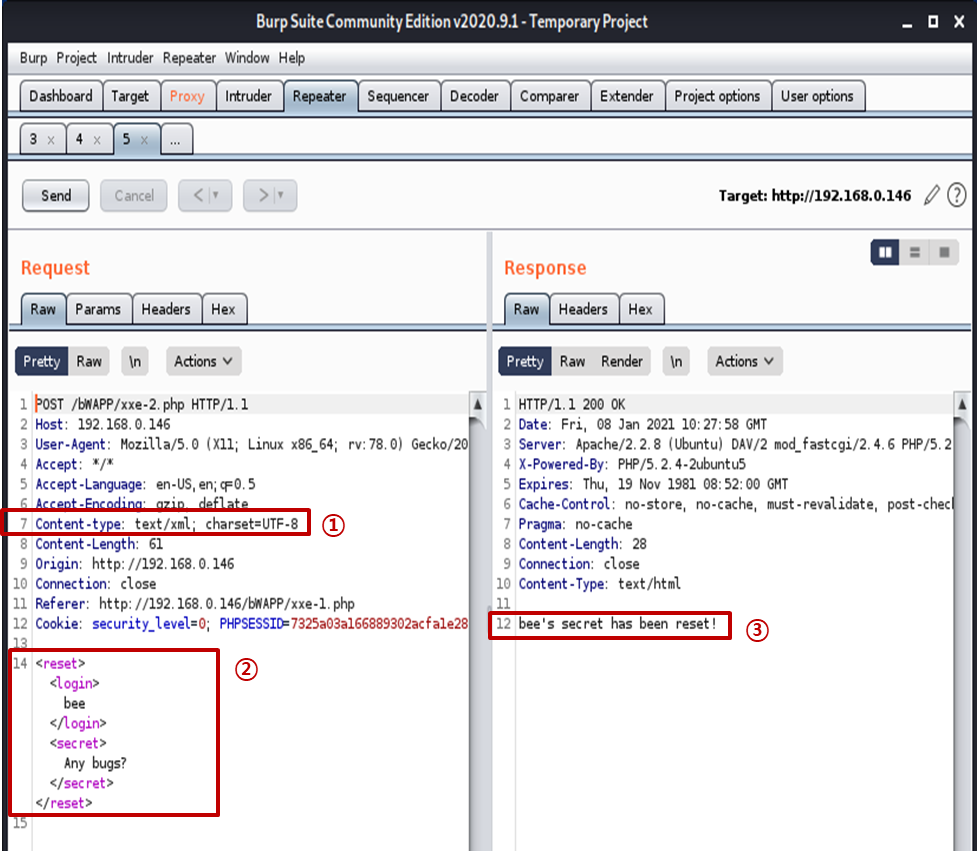 Burp Suite Community Edition v2020.9.1 - Temporary Project
Burp Project Intruder Repeater Window Help
Dashboard Target Proxy Intruder Repeater Sequencer Decoder Comparer Extender Project options User options
3 x 4 x 5 x ...
Send Cancel < > Target: http://192.168.0.146 ?
Request
Raw Params Headers Hex
Pretty Raw \n Actions
1 POST /bWAPP/xxe-2.php HTTP/1.1
2 Host: 192.168.0.146
3 User-Agent: Mozilla/5.0 (X11; Linux x86_64; rv:78.0) Gecko/20
4 Accept: */*
5 Accept-Language: en-US,en;q=0.5
6 Accept-Encoding: gzip, deflate
7 Content-type: text/xml; charset=UTF-8 ①
8 Content-Length: 61
9 Origin: http://192.168.0.146
10 Connection: close
11 Referer: http://192.168.0.146/bWAPP/xxe-1.php
12 Cookie: security_level=0; PHPSESSID=7325a03a166889302acfa1e28
13
14 <reset> ②
<login>
bee
</login>
<secret>
Any bugs?
</secret>
</reset>
15
Response
Raw Headers Hex
Pretty Raw Render \n Actions
1 HTTP/1.1 200 OK
2 Date: Fri, 08 Jan 2021 10:27:58 GMT
3 Server: Apache/2.2.8 (Ubuntu) DAV/2 mod_fastcgi/2.4.6 PHP/5.2
4 X-Powered-By: PHP/5.2.4-2ubuntu5
5 Expires: Thu, 19 Nov 1981 08:52:00 GMT
6 Cache-Control: no-store, no-cache, must-revalidate, post-chec
7 Pragma: no-cache
8 Content-Length: 28
9 Connection: close
10 Content-Type: text/html
11
12 bee's secret has been reset! ③